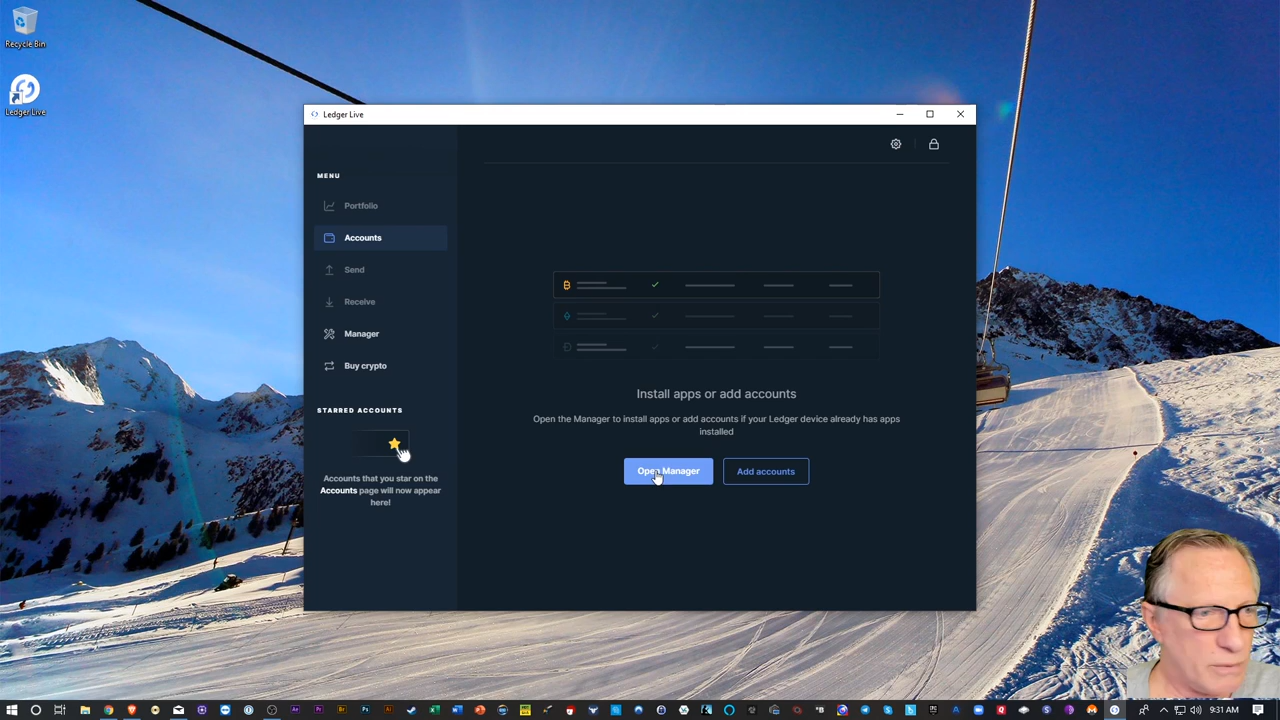 Recycle Bin
Ledger Live
Ledger Live
MENU
Portfolio
Accounts
Send
Receive
Manager
Buy crypto
STARRED ACCOUNTS
Accounts that you star on the
Accounts page will now appear
here!
Install apps or add accounts
Open the Manager to install apps or add accounts if your Ledger device already has apps
installed
Open Manager
Add accounts
9:31 AM